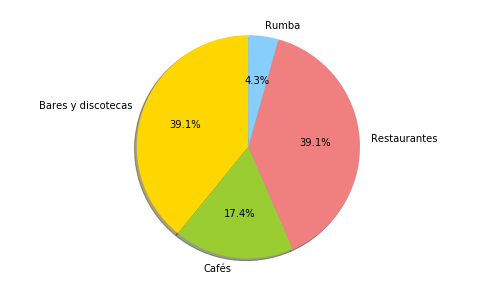 Rumba
4.3%
Bares y discotecas
39.1%
Restaurantes
39.1%
17.4%
Cafés